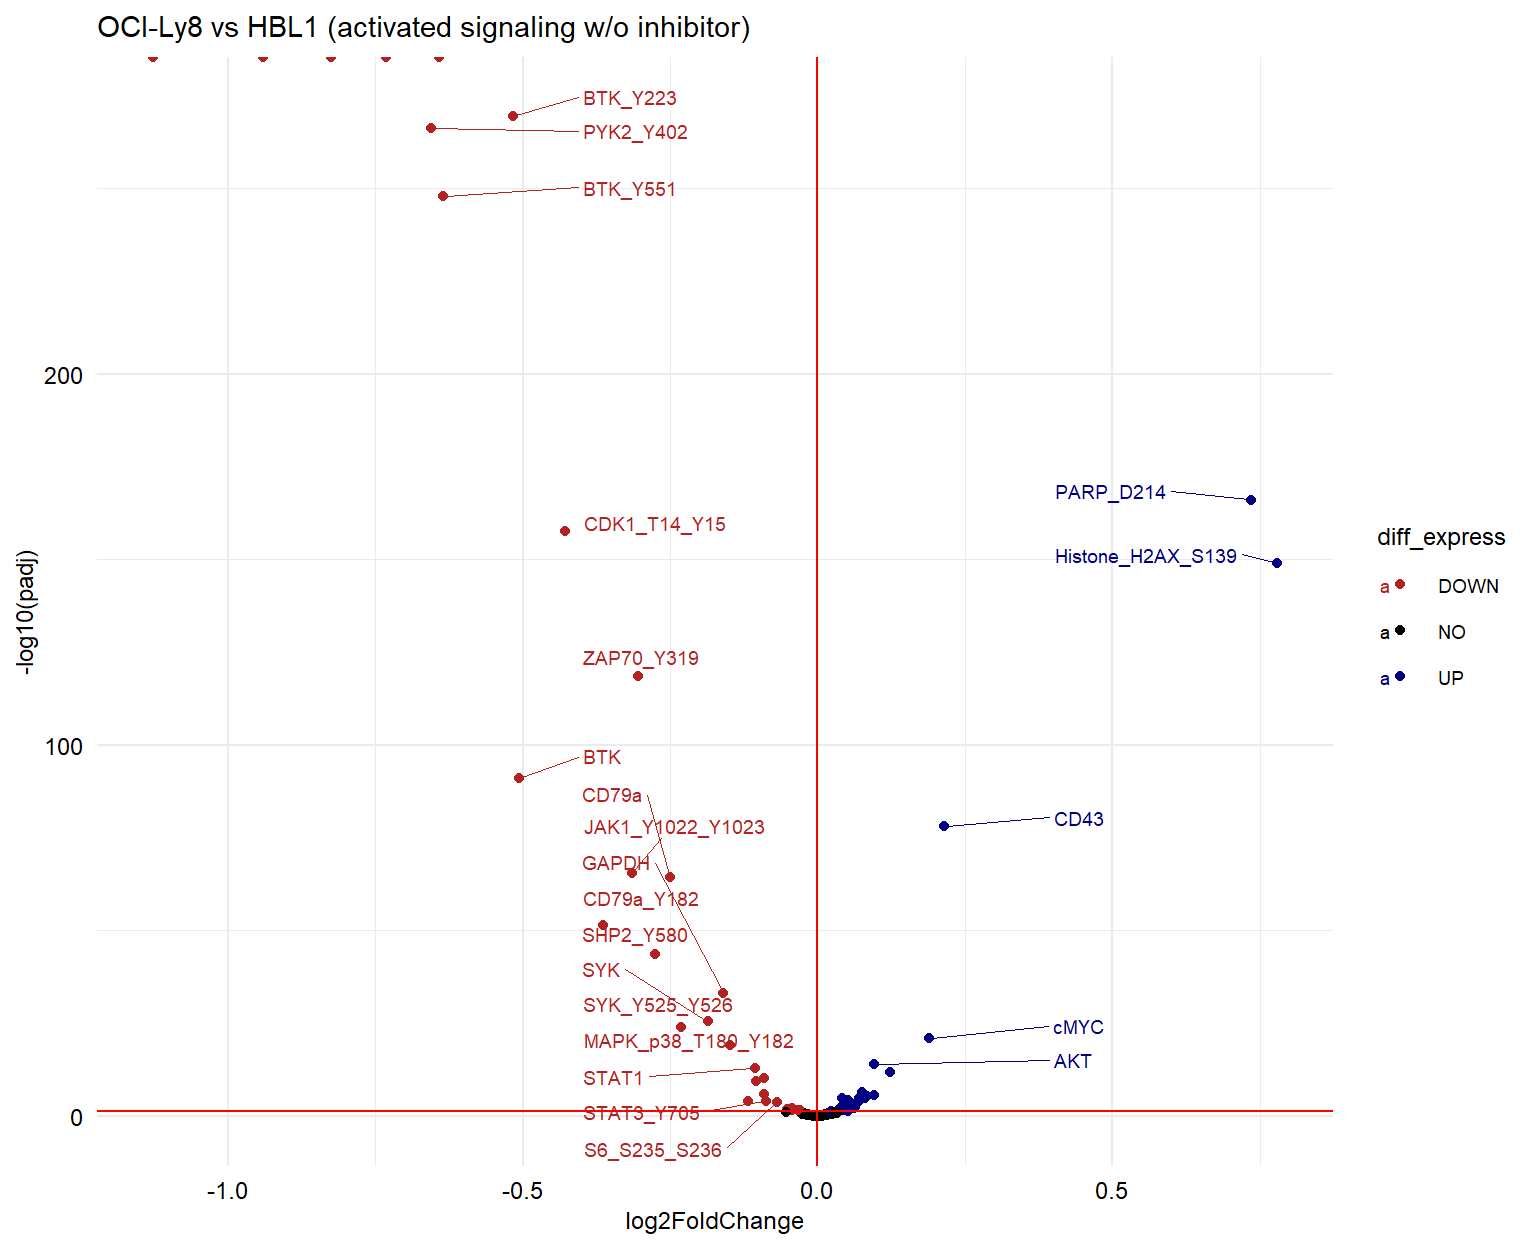 OCI-Ly8 vs HBL1 (activated signaling w/o inhibitor)
BTK_Y223
PYK2_Y402
BTK_Y551
200
PARP_D214
CDK1_T14_Y15
diff_express
Histone_H2AX_S139
a DOWN
-log10(padj)
a NO
ZAP70_Y319
a UP
100
BTK
CD79a
CD43
JAK1_Y1022_Y1023
GAPDH
CD79a_Y182
SHP2_Y580
SYK
SYK_Y525_Y526
cMYC
MAPK_p38_T180_Y182
AKT
STAT1
0
STAT3_Y705
S6_S235_S236
-1.0 -0.5 0.0 0.5
log2FoldChange